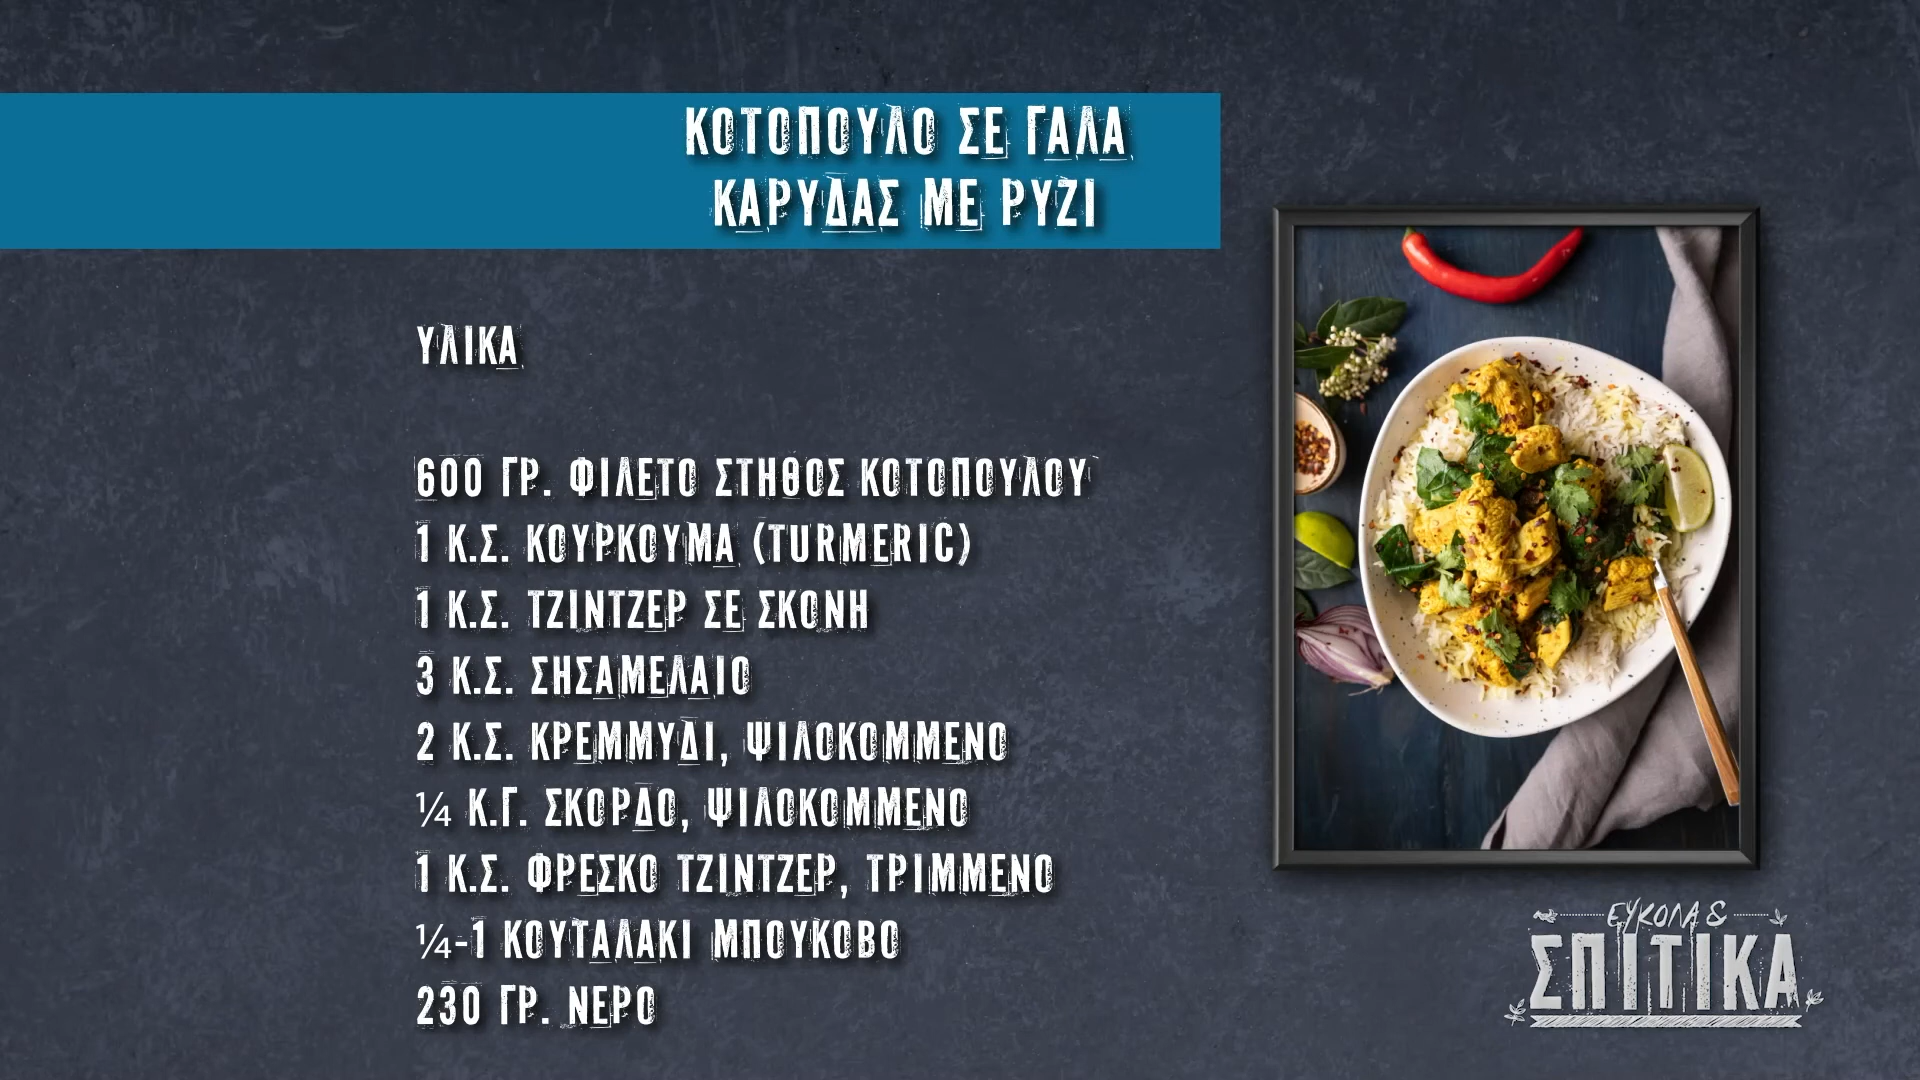 ΚΟΤΟΠΟΥΛΟ ΣΕ ΓΑΛΑ
ΚΑΡΥΔΑΣ ΜΕ ΡΥΖΙ
ΥΛΙΚΑ
600 ΓΡ. ΦΙΛΕΤΟ ΣΤΗΘΟΣ ΚΟΤΟΠΟΥΛΟΥ
1 Κ.Σ. ΚΟΥΡΚΟΥΜΑ (TURMERIC)
1 Κ.Σ. ΤΖΙΝΤΖΕΡ ΣΕ ΣΚΟΝΗ
3 Κ.Σ. ΣΗΣΑΜΕΛΑΙΟ
2 Κ.Σ. ΚΡΕΜΜΥΔΙ, ΨΙΛΟΚΟΜΜΕΝΟ
¼ Κ.Γ. ΣΚΟΡΔΟ, ΨΙΛΟΚΟΜΜΕΝΟ
1 Κ.Σ. ΦΡΕΣΚΟ ΤΖΙΝΤΖΕΡ, ΤΡΙΜΜΕΝΟ
¼-1 ΚΟΥΤΑΛΑΚΙ ΜΠΟΥΚΟΒΟ
230 ΓΡ. ΝΕΡΟ
ΕΥΚΟΛΑ &
ΣΠΙΤΙΚΑ